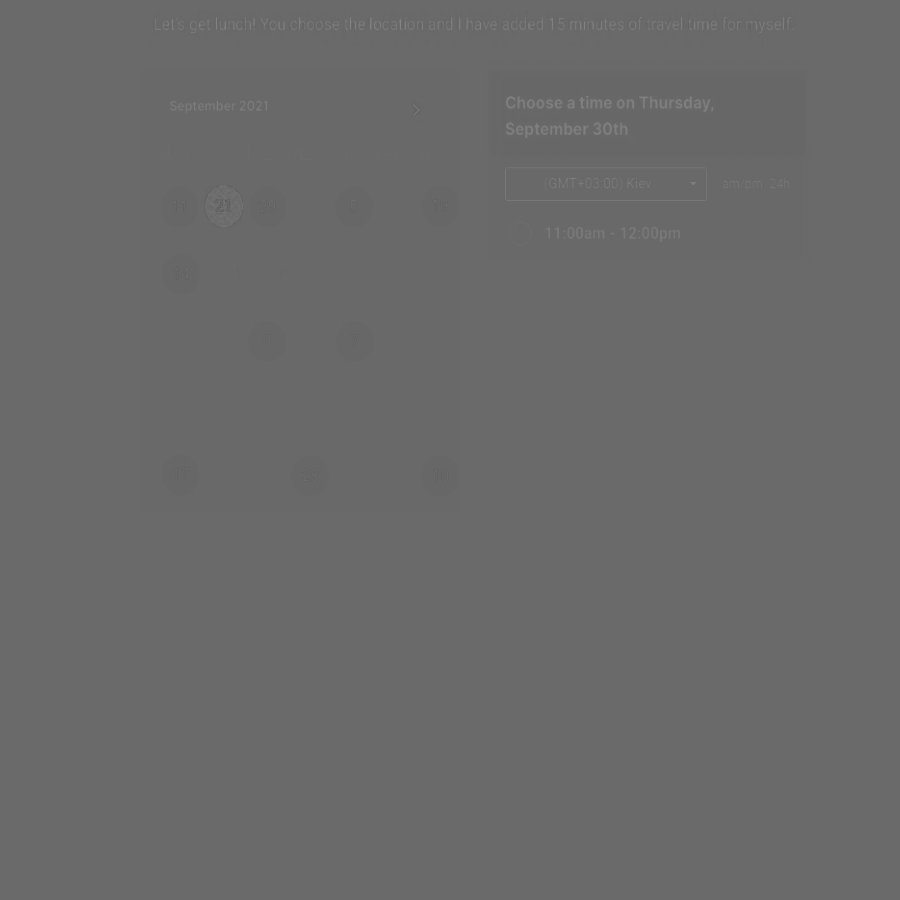 Let's get lunch! You choose the location and I have added 15 minutes of travel time for myself.
September 2021
21
Choose a time on Thursday,
September 30th
(GMT+03:00) Kiev
am/pm 24h
11:00am - 12:00pm